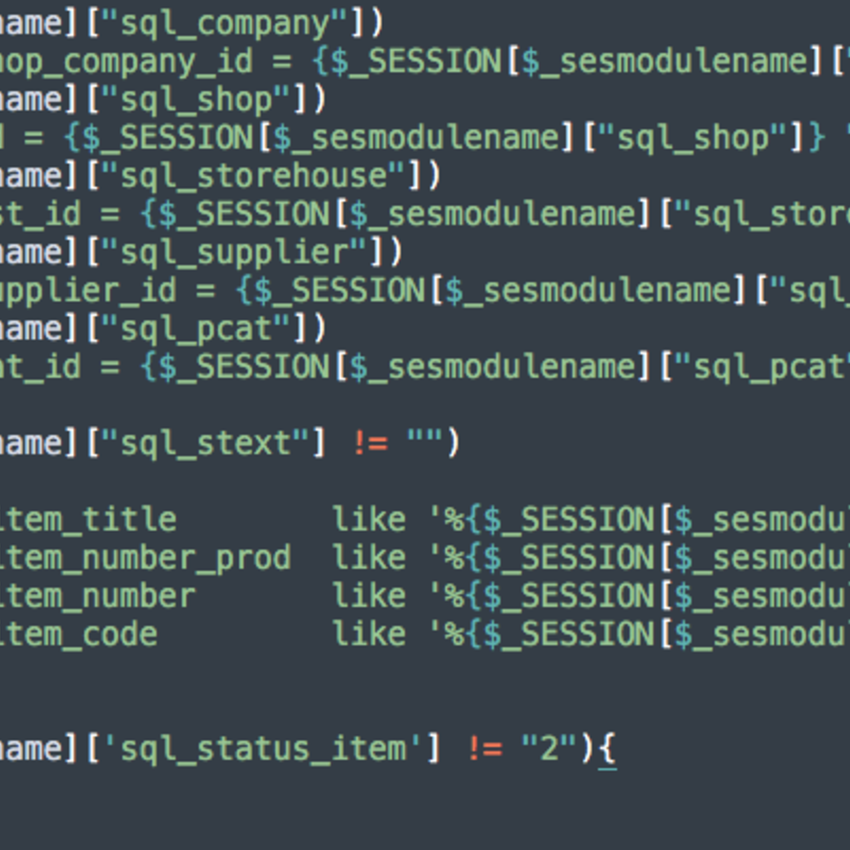 name]["sql_company"])
hop_company_id = {$_SESSION[$_sesmodulename]["
name]["sql_shop"])
d = {$_SESSION[$_sesmodulename]["sql_shop"]} "
name]["sql_storehouse"])
st_id = {$_SESSION[$_sesmodulename]["sql_store
name]["sql_supplier"])
upplier_id = {$_SESSION[$_sesmodulename]["sql_
name]["sql_pcat"])
at_id = {$_SESSION[$_sesmodulename]["sql_pcat"
name]["sql_stext"] != "")
item_title like '%{$_SESSION[$_sesmodul
item_number_prod like '%{$_SESSION[$_sesmodul
item_number like '%{$_SESSION[$_sesmodul
item_code like '%{$_SESSION[$_sesmodul
name]['sql_status_item'] != "2"){